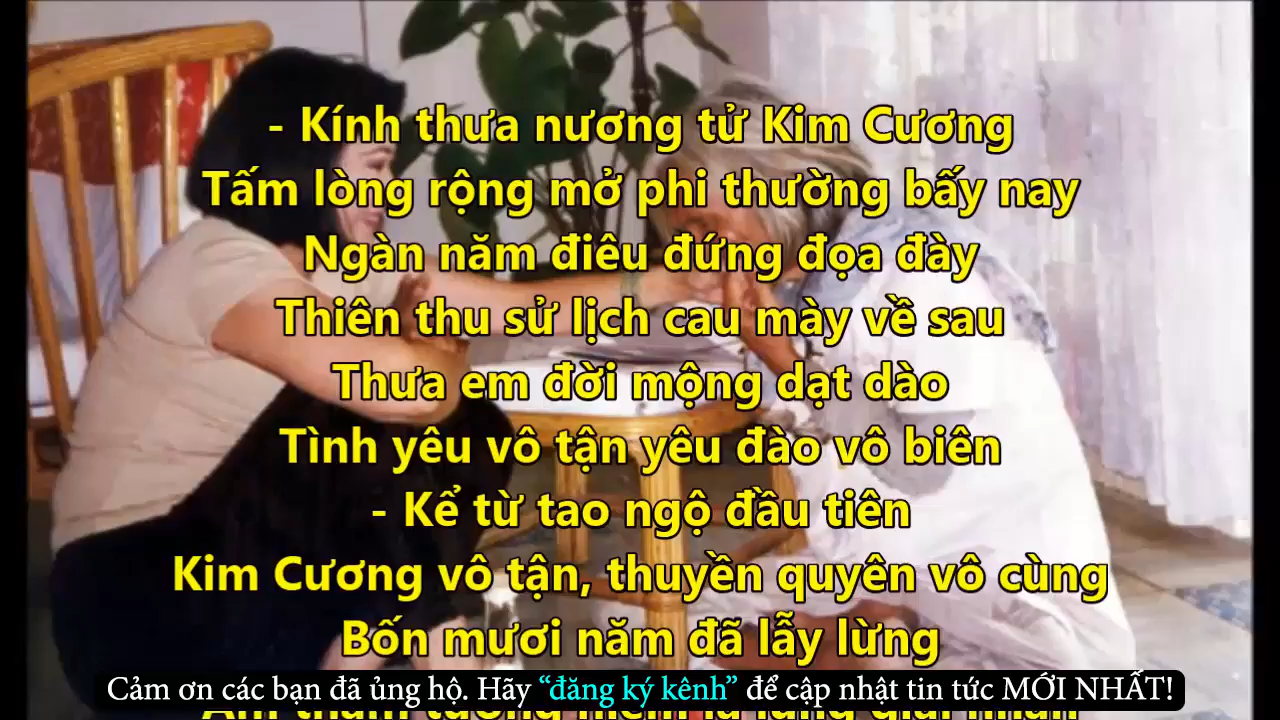 - Kính thưa nương tử Kim Cương
Tấm lòng rộng mở phi thường bấy nay
Ngàn năm điêu đứng đọa đày
Thiên thu sử lịch cau mày về sau
Thưa em đời mộng dạt dào
Tình yêu vô tận yêu đào vô biên
- Kể từ tao ngộ đầu tiên
Kim Cương vô tận, thuyền quyên vô cùng
Bốn mươi năm đã lẫy lừng
Cảm ơn các bạn đã ủng hộ. Hãy “đăng ký kênh” để cập nhật tin tức MỚI NHẤT!